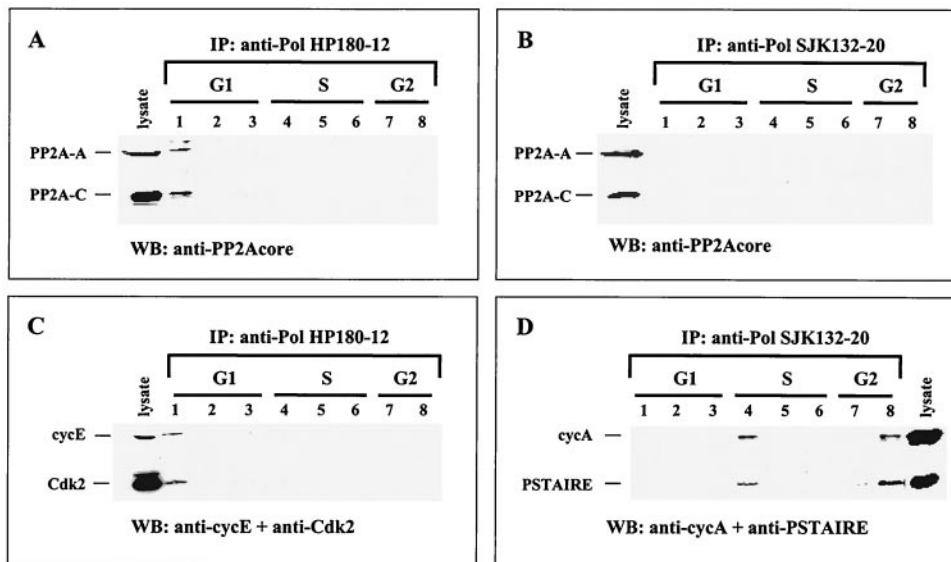 A
IP: anti-Pol HP180-12
lysate
G1 S G2
1 2 3 4 5 6 7 8
PP2A-A
PP2A-C
WB: anti-PP2Acore
B
IP: anti-Pol SJK132-20
lysate
G1 S G2
1 2 3 4 5 6 7 8
PP2A-A
PP2A-C
WB: anti-PP2Acore
C
IP: anti-Pol HP180-12
lysate
G1 S G2
1 2 3 4 5 6 7 8
cycE
Cdk2
WB: anti-cycE + anti-Cdk2
D
IP: anti-Pol SJK132-20
G1 S G2
lysate
1 2 3 4 5 6 7 8
cycA
PSTAIRE
WB: anti-cycA + anti-PSTAIRE